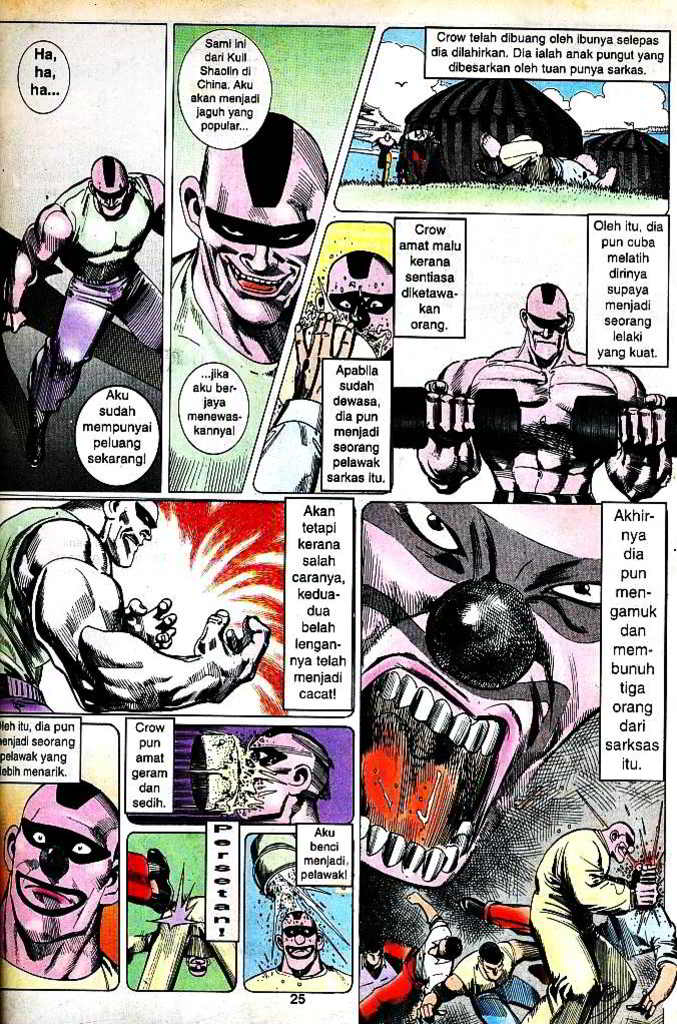 Ha,
ha,
ha...
Aku
sudah
mempunyai
peluang
sekarang!
Sami ini
dari Kuil
Shaolin di
China. Aku
akan menjadi
jaguh yang
popular...
...jika
aku ber-
jaya
menewas-
kannya!
Crow telah dibuang oleh ibunya selepas
dia dilahirkan. Dia ialah anak pungut yang
dibesarkan oleh tuan punya sarkas.
Apabila
sudah
dewasa,
dia pun
menjadi
seorang
pelawak
sarkas itu.
Crow
amat malu
kerana
sentiasa
diketawa-
kan
orang.
Oleh itu, dia
pun cuba
melatih
dirinya
supaya
menjadi
seorang
lelaki
yang kuat.
Akan
tetapi
kerana
salah
caranya,
kedua-
dua
belah
lengan-
nya telah
menjadi
cacat!
Oleh itu, dia pun
menjadi seorang
pelawak yang
lebih menarik.
Crow
pun
amat
geram
dan
sedih.
Persetan!
Aku
benci
menjadi
pelawak!
Akhir-
nya
dia
pun
men-
gamuk
dan
mem-
bunuh
tiga
orang
dari
sarksas
itu.
25